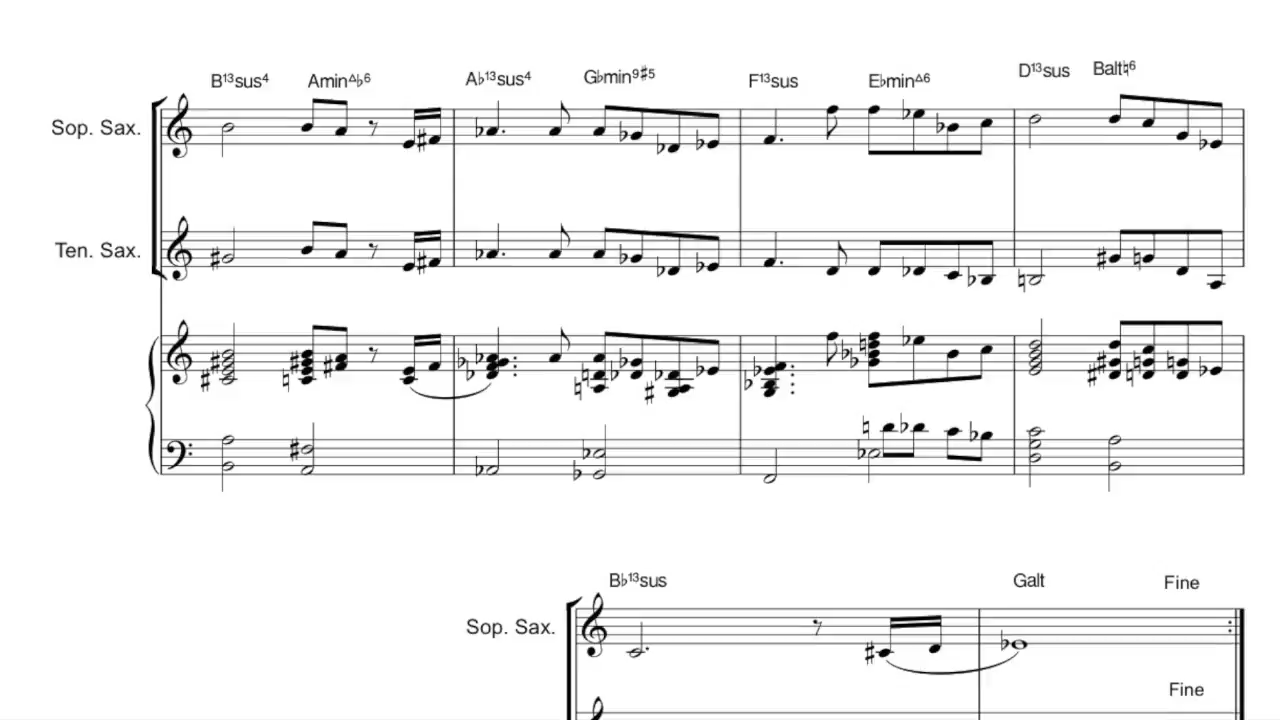 B¹³sus⁴ Amin△♭⁶ A♭¹³sus⁴ G♭min⁹♯⁵ F¹³sus E♭min△⁶ D¹³sus Balt♮⁶
Sop. Sax.
Ten. Sax.
B♭¹³sus Galt Fine
Sop. Sax.
Fine